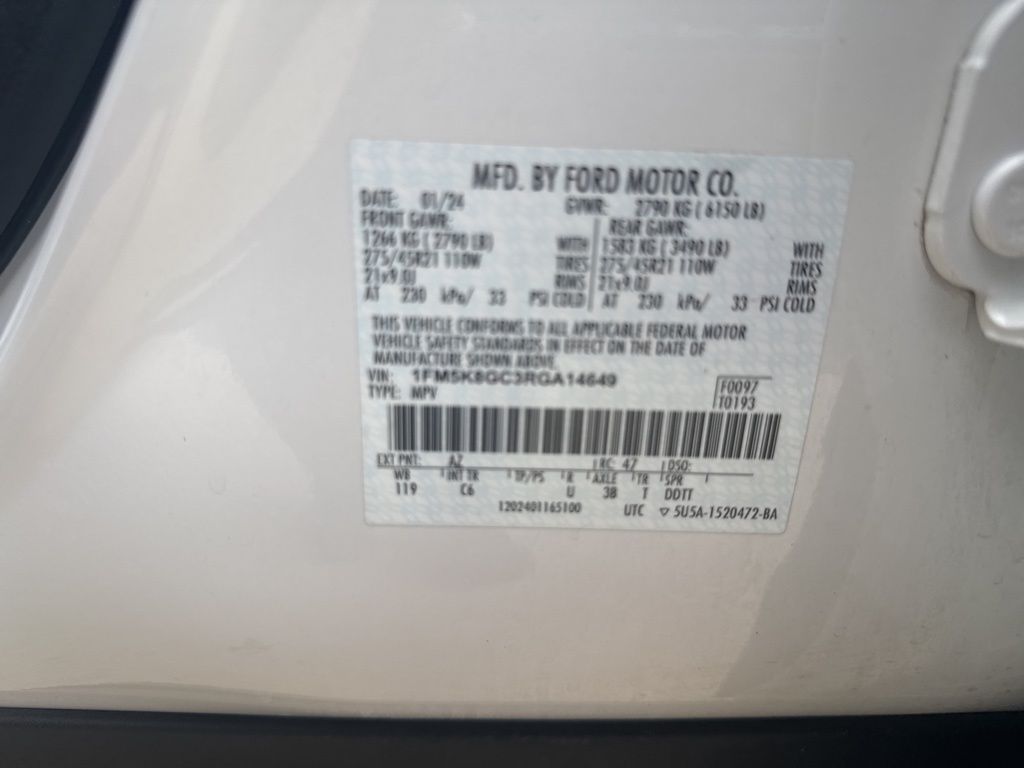 MFD. BY FORD MOTOR CO.
DATE: 01/24 GVWR: 2790 KG ( 6150 LB)
FRONT GAWR: REAR GAWR:
1266 KG ( 2790 LB) WITH 1583 KG ( 3490 LB) WITH
275/45R21 110W TIRES 275/45R21 110W TIRES
21x9.0J RIMS 21x9.0J RIMS
AT 230 kPa/ 33 PSI COLD AT 230 kPa/ 33 PSI COLD
THIS VEHICLE CONFORMS TO ALL APPLICABLE FEDERAL MOTOR
VEHICLE SAFETY STANDARDS IN EFFECT ON THE DATE OF
MANUFACTURE SHOWN ABOVE.
VIN: 1FM5K8GC3RGA14649 F0097
TYPE: MPV T0193
EXT PNT: AZ RC: 47 DSO:
WB INT TR TP/PS R AXLE TR SPR
119 C6 U 38 T DDTT
1202401165100 UTC ▽ 5U5A-1520472-BA